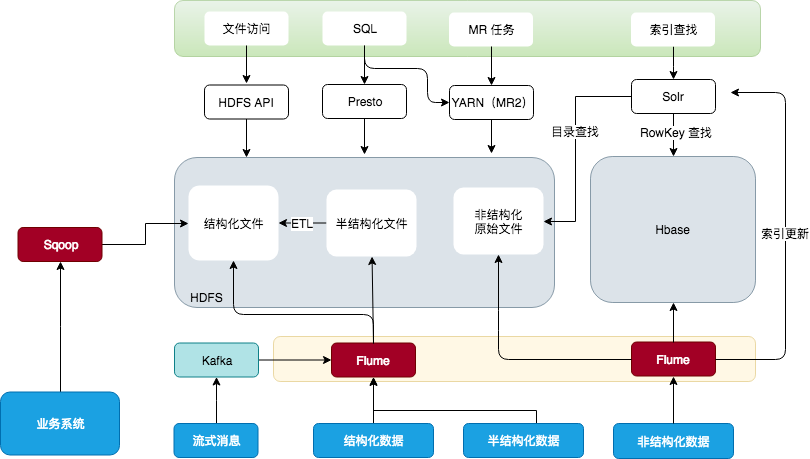 文件访问
SQL
MR 任务
索引查找
HDFS API
Presto
YARN（MR2）
Solr
目录查找
RowKey 查找
结构化文件
ETL
半结构化文件
非结构化
原始文件
Hbase
Sqoop
索引更新
HDFS
Kafka
Flume
Flume
业务系统
流式消息
结构化数据
半结构化数据
非结构化数据